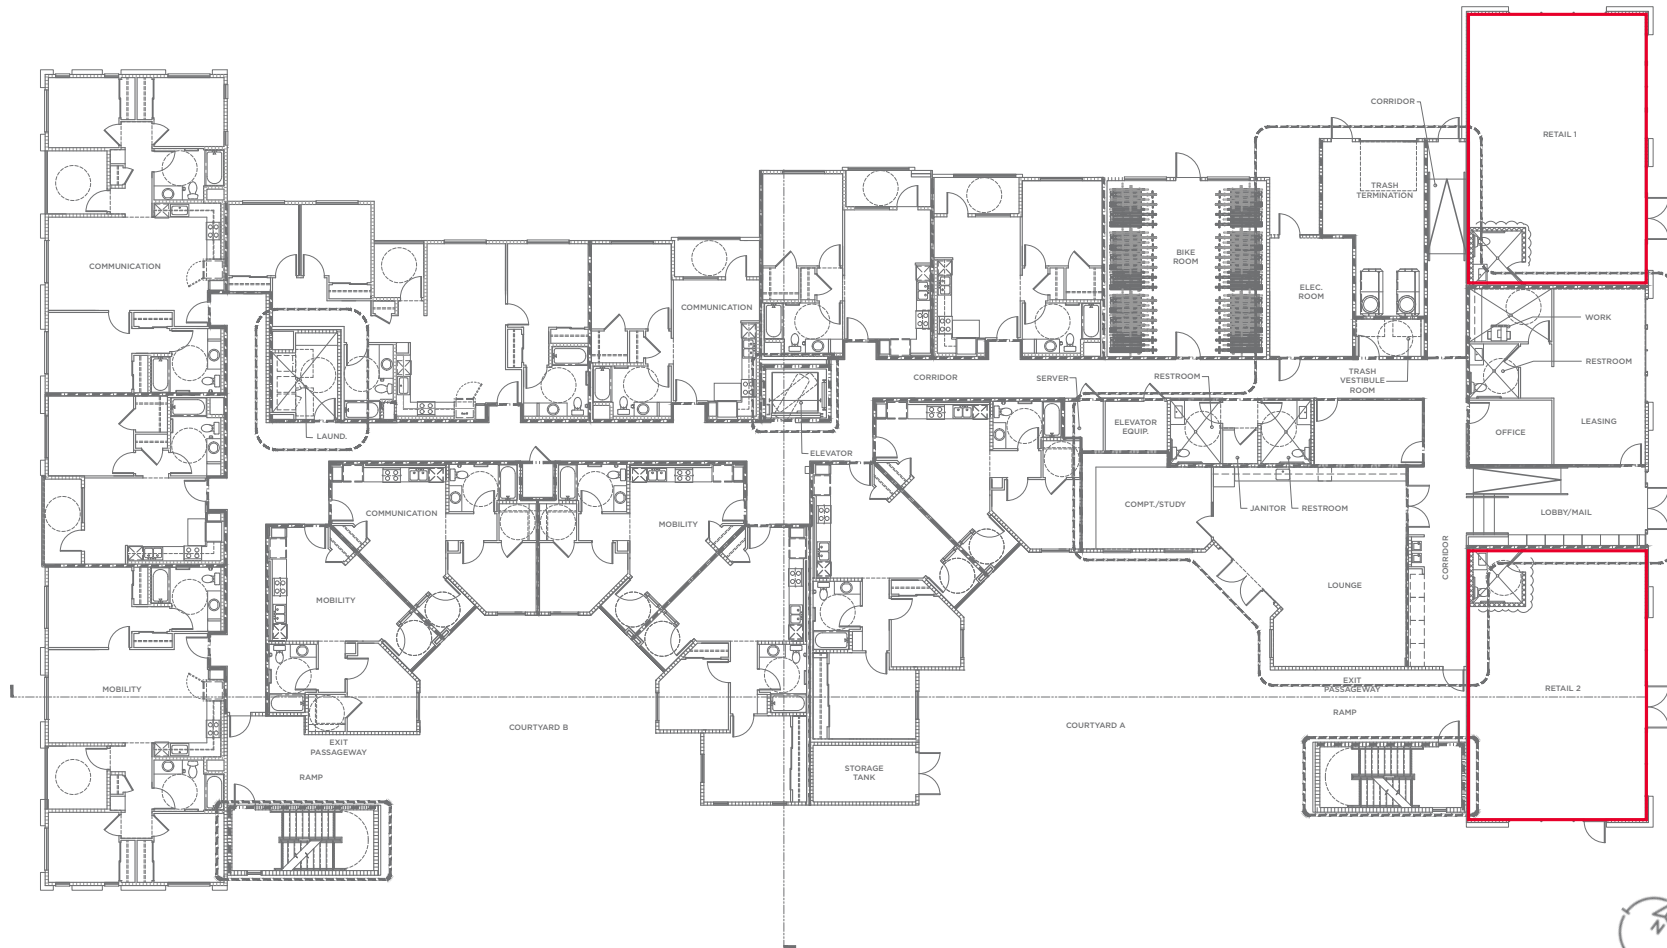 CORRIDOR
RETAIL 1
TRASH
TERMINATION
BIKE
ROOM
COMMUNICATION
ELEC.
ROOM
COMMUNICATION
WORK
RESTROOM
CORRIDOR
SERVER
RESTROOM
TRASH
VESTIBULE
ROOM
LAUND.
ELEVATOR
EQUIP.
OFFICE
LEASING
ELEVATOR
COMMUNICATION
MOBILITY
COMPT./STUDY
JANITOR
RESTROOM
LOBBY/MAIL
CORRIDOR
MOBILITY
LOUNGE
MOBILITY
EXIT
PASSAGEWAY
RETAIL 2
COURTYARD B
COURTYARD A
RAMP
EXIT
PASSAGEWAY
RAMP
STORAGE
TANK
N